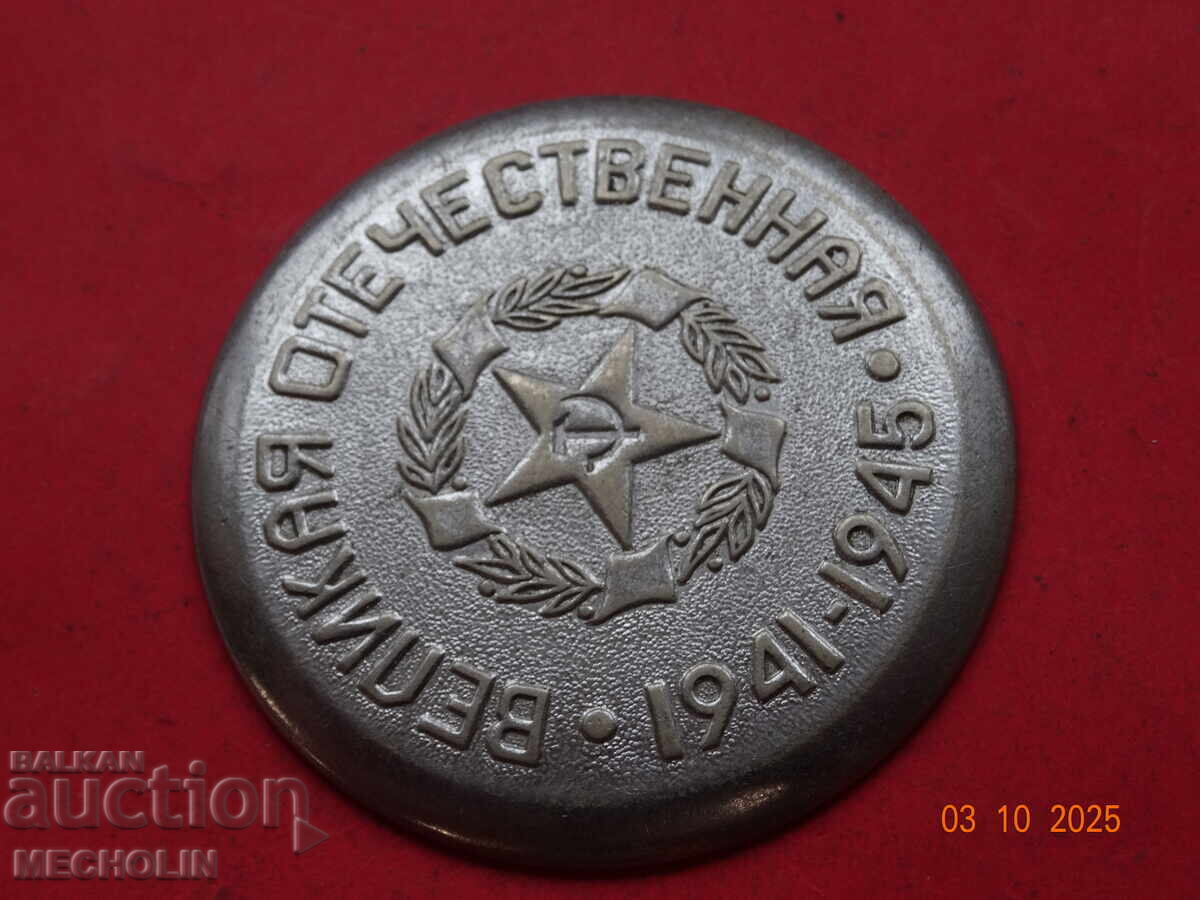 ВЕЛИКАЯ ОТЕЧЕСТВЕННАЯ • 1941-1945 •
BALKAN
auction
MECHOLIN
03 10 2025